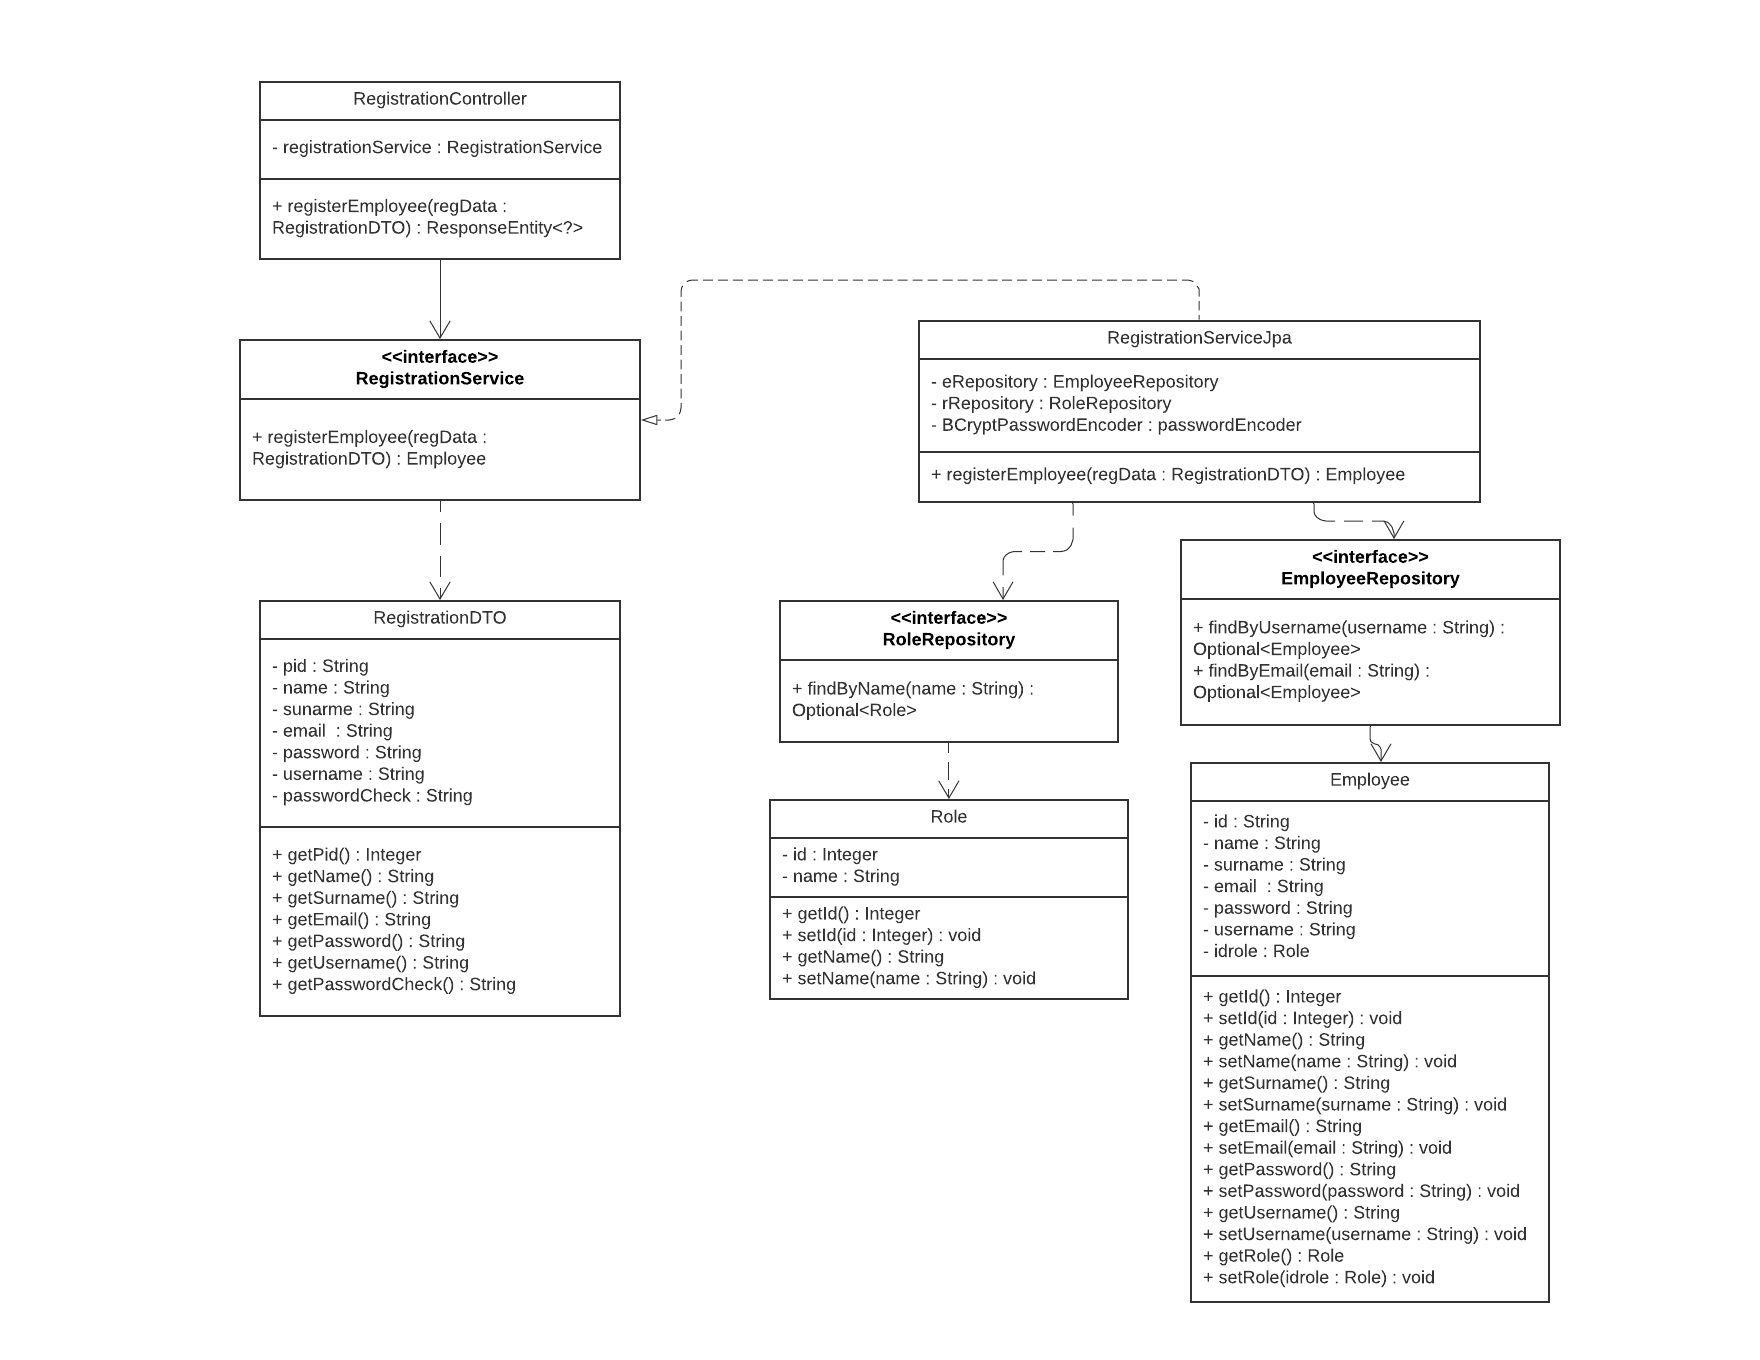 RegistrationController
- registrationService : RegistrationService
+ registerEmployee(regData :
RegistrationDTO) : ResponseEntity<?>
<<interface>>
RegistrationService
+ registerEmployee(regData :
RegistrationDTO) : Employee
RegistrationDTO
- pid : String
- name : String
- sunarme : String
- email  : String
- password : String
- username : String
- passwordCheck : String
+ getPid() : Integer
+ getName() : String
+ getSurname() : String
+ getEmail() : String
+ getPassword() : String
+ getUsername() : String
+ getPasswordCheck() : String
RegistrationServiceJpa
- eRepository : EmployeeRepository
- rRepository : RoleRepository
- BCryptPasswordEncoder : passwordEncoder
+ registerEmployee(regData : RegistrationDTO) : Employee
<<interface>>
RoleRepository
+ findByName(name : String) :
Optional<Role>
Role
- id : Integer
- name : String
+ getId() : Integer
+ setId(id : Integer) : void
+ getName() : String
+ setName(name : String) : void
<<interface>>
EmployeeRepository
+ findByUsername(username : String) :
Optional<Employee>
+ findByEmail(email : String) :
Optional<Employee>
Employee
- id : String
- name : String
- surname : String
- email  : String
- password : String
- username : String
- idrole : Role
+ getId() : Integer
+ setId(id : Integer) : void
+ getName() : String
+ setName(name : String) : void
+ getSurname() : String
+ setSurname(surname : String) : void
+ getEmail() : String
+ setEmail(email : String) : void
+ getPassword() : String
+ setPassword(password : String) : void
+ getUsername() : String
+ setUsername(username : String) : void
+ getRole() : Role
+ setRole(idrole : Role) : void